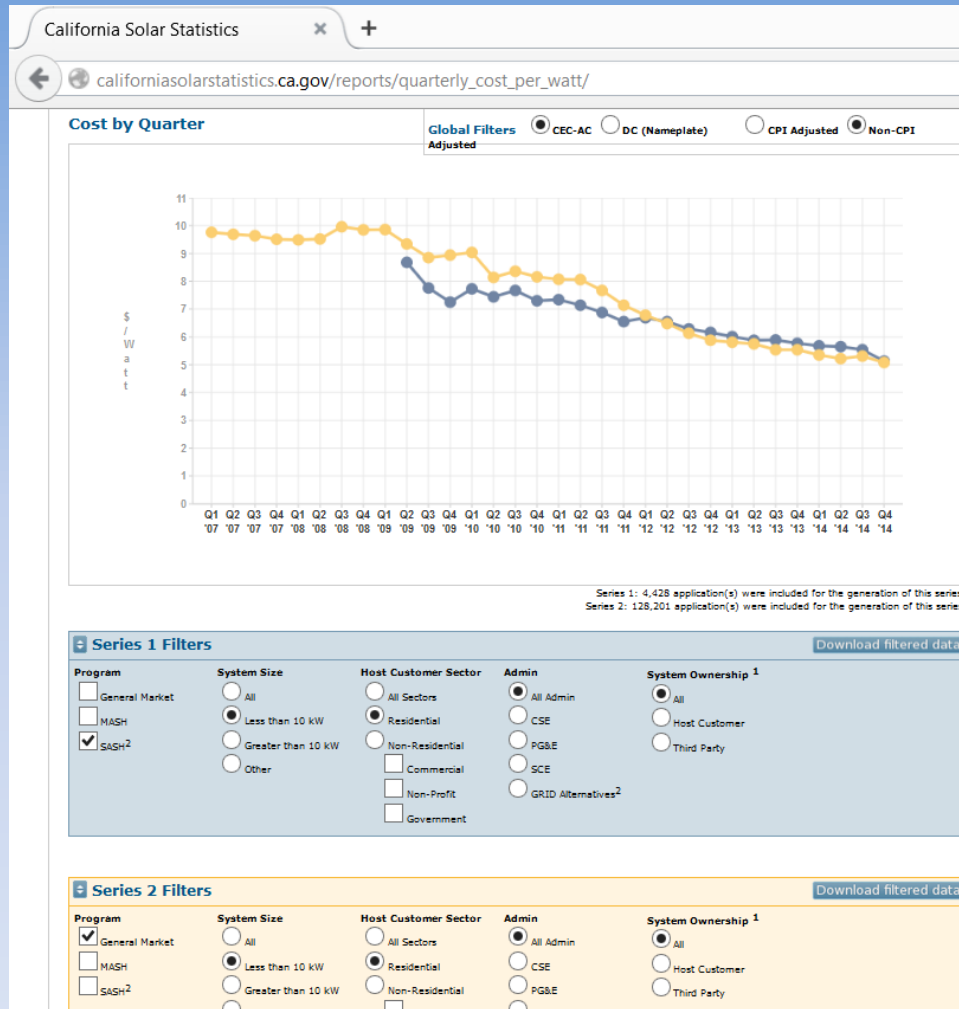 California Solar Statistics × +
californiasolarstatistics.ca.gov/reports/quarterly_cost_per_watt/
Cost by Quarter
Global Filters CEC-AC DC (Nameplate) CPI Adjusted Non-CPI
Adjusted
11
10
9
8
7
6
5
4
3
2
1
0
$
/
W
a
t
t
Q1 Q2 Q3 Q4 Q1 Q2 Q3 Q4 Q1 Q2 Q3 Q4 Q1 Q2 Q3 Q4 Q1 Q2 Q3 Q4 Q1 Q2 Q3 Q4 Q1 Q2 Q3 Q4 Q1 Q2 Q3 Q4
'07 '07 '07 '07 '08 '08 '08 '08 '09 '09 '09 '09 '10 '10 '10 '10 '11 '11 '11 '11 '12 '12 '12 '12 '13 '13 '13 '13 '14 '14 '14 '14
Series 1: 4,428 application(s) were included for the generation of this series
Series 2: 128,201 application(s) were included for the generation of this series
Series 1 Filters Download filtered data
Program System Size Host Customer Sector Admin System Ownership 1
General Market All All Sectors All Admin All
MASH Less than 10 kW Residential CSE Host Customer
SASH2 Greater than 10 kW Non-Residential PG&E Third Party
Other Commercial SCE
Non-Profit GRID Alternatives2
Government
Series 2 Filters Download filtered data
Program System Size Host Customer Sector Admin System Ownership 1
General Market All All Sectors All Admin All
MASH Less than 10 kW Residential CSE Host Customer
SASH2 Greater than 10 kW Non-Residential PG&E Third Party